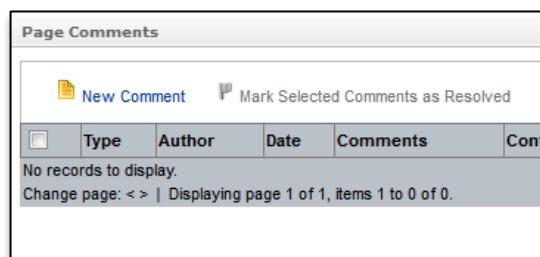 Page Comments
New Comment Mark Selected Comments as Resolved
Type Author Date Comments Con
No records to display.
Change page: < > | Displaying page 1 of 1, items 1 to 0 of 0.